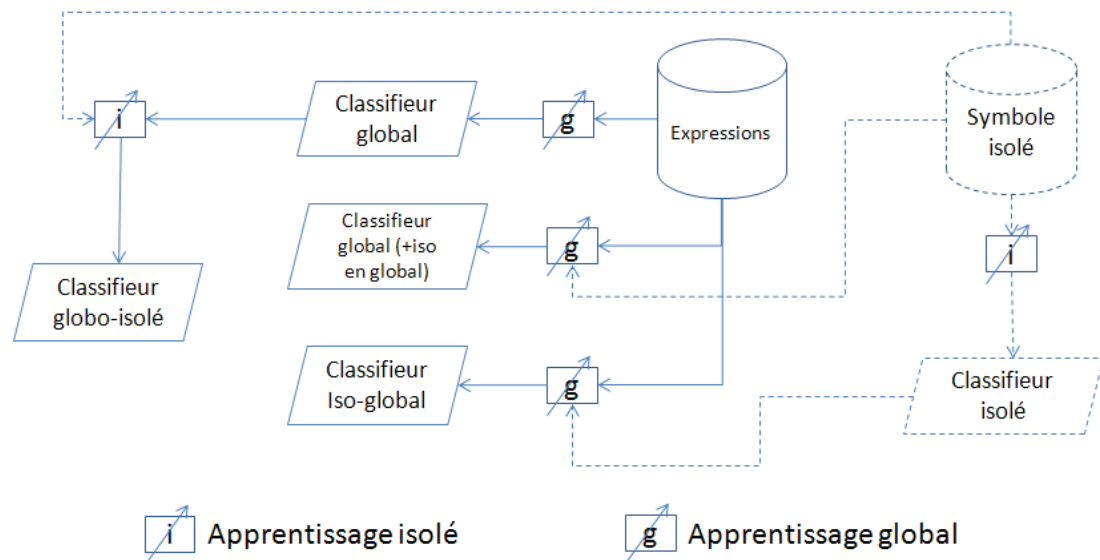 i
Classifieur
global
g
Expressions
Symbole
isolé
Classifieur
global (+iso
en global)
g
i
Classifieur
globo-isolé
Classifieur
Iso-global
g
Classifieur
isolé
i Apprentissage isolé
g Apprentissage global